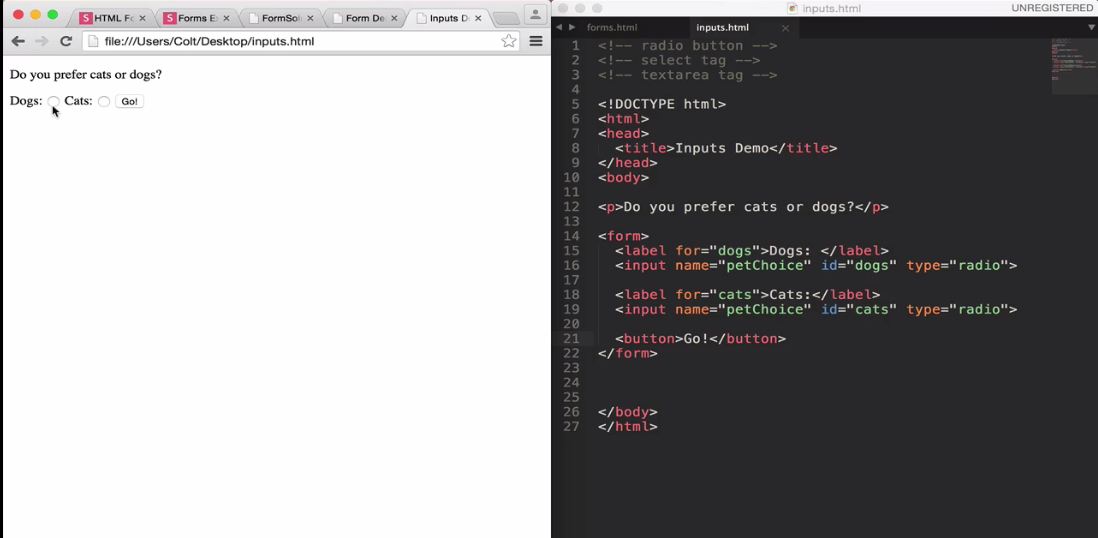 HTML Fo
Forms Ex
FormSol
Form De
Inputs D
file:///Users/Colt/Desktop/inputs.html
Do you prefer cats or dogs?
Dogs: Cats: Go!
inputs.html
UNREGISTERED
forms.html
inputs.html
1 <!-- radio button -->
2 <!-- select tag -->
3 <!-- textarea tag -->
4
5 <!DOCTYPE html>
6 <html>
7 <head>
8 <title>Inputs Demo</title>
9 </head>
10 <body>
11
12 <p>Do you prefer cats or dogs?</p>
13
14 <form>
15 <label for="dogs">Dogs: </label>
16 <input name="petChoice" id="dogs" type="radio">
17
18 <label for="cats">Cats:</label>
19 <input name="petChoice" id="cats" type="radio">
20
21 <button>Go!</button>
22 </form>
23
24
25
26 </body>
27 </html>